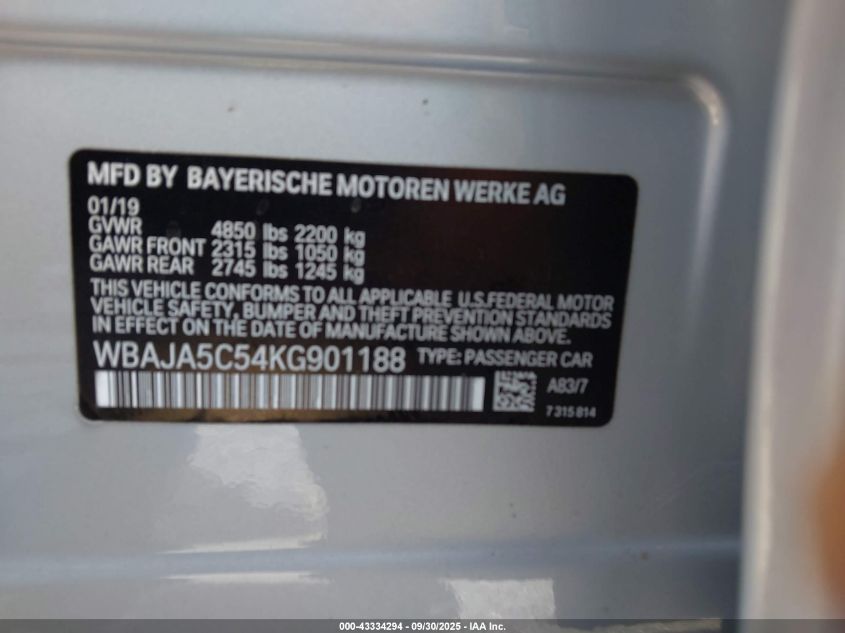 MFD BY BAYERISCHE MOTOREN WERKE AG
01/19
GVWR 4850 lbs 2200 kg
GAWR FRONT 2315 lbs 1050 kg
GAWR REAR 2745 lbs 1245 kg
THIS VEHICLE CONFORMS TO ALL APPLICABLE U.S.FEDERAL MOTOR
VEHICLE SAFETY, BUMPER AND THEFT PREVENTION STANDARDS
IN EFFECT ON THE DATE OF MANUFACTURE SHOWN ABOVE.
WBAJA5C54KG901188 TYPE: PASSENGER CAR
A83/7
7 315 814
000-43334294 - 09/30/2025 - IAA Inc.